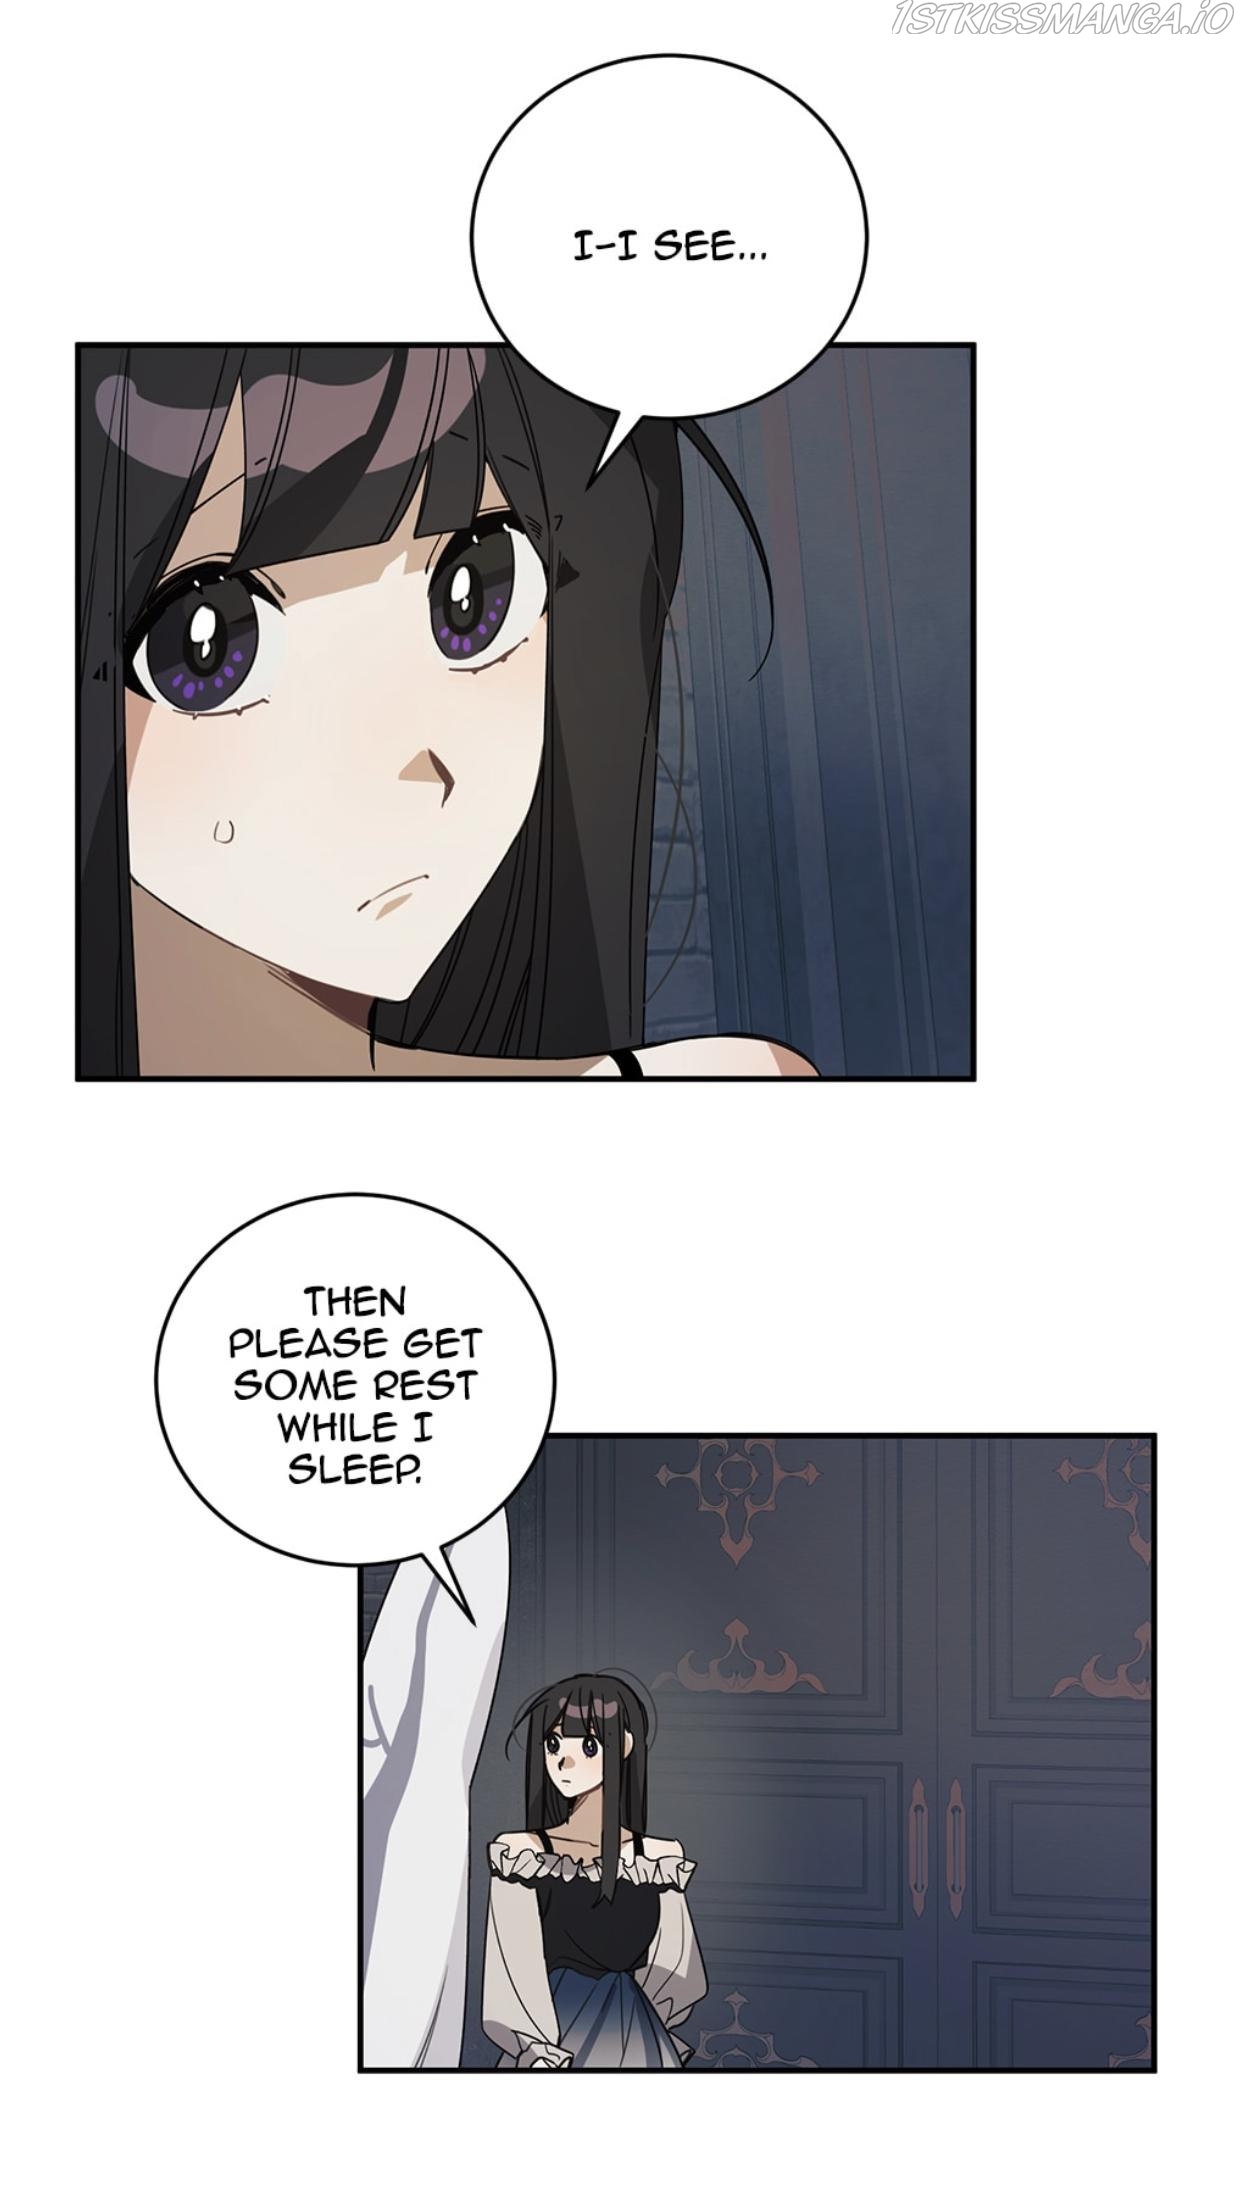 1STKISSMANGA.IO
I-I SEE...
THEN
PLEASE GET
SOME REST
WHILE I
SLEEP.